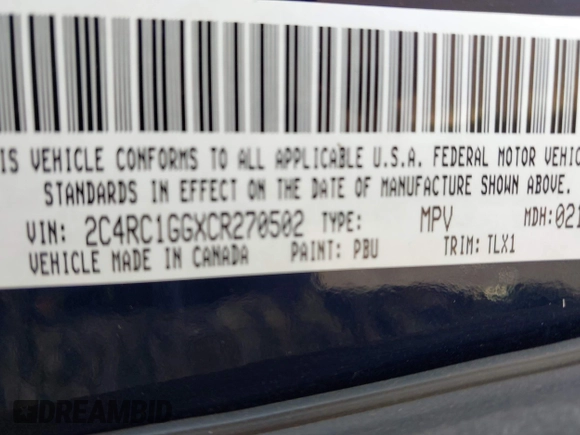 IS VEHICLE CONFORMS TO ALL APPLICABLE U.S.A. FEDERAL MOTOR VEHIC
STANDARDS IN EFFECT ON THE DATE OF MANUFACTURE SHOWN ABOVE.
VIN: 2C4RC1GGXCR270502 TYPE: MPV MDH:021
VEHICLE MADE IN CANADA PAINT: PBU TRIM: TLX1
DREAMBID